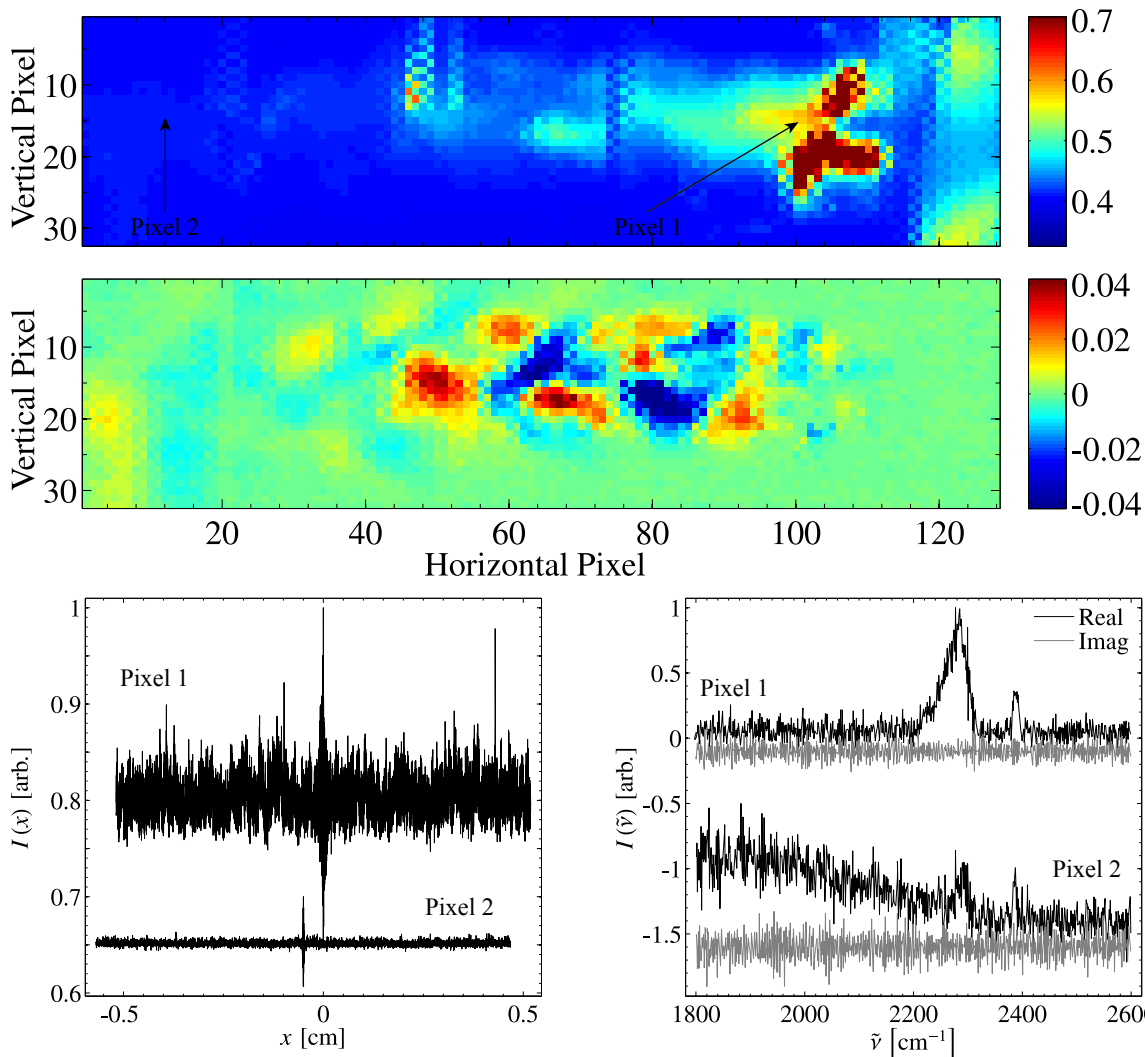 Vertical Pixel
10
20
30
Pixel 2
Pixel 1
0.7
0.6
0.5
0.4
Vertical Pixel
10
20
30
20
40
60
80
100
120
Horizontal Pixel
0.04
0.02
0
-0.02
-0.04
I(x) [arb.]
1
0.9
0.8
0.7
0.6
Pixel 1
Pixel 2
-0.5
0
0.5
x [cm]
I(ṽ) [arb.]
1
0.5
0
-0.5
-1
-1.5
Real
Imag
Pixel 1
Pixel 2
1800
2000
2200
2400
2600
ṽ [cm⁻¹]